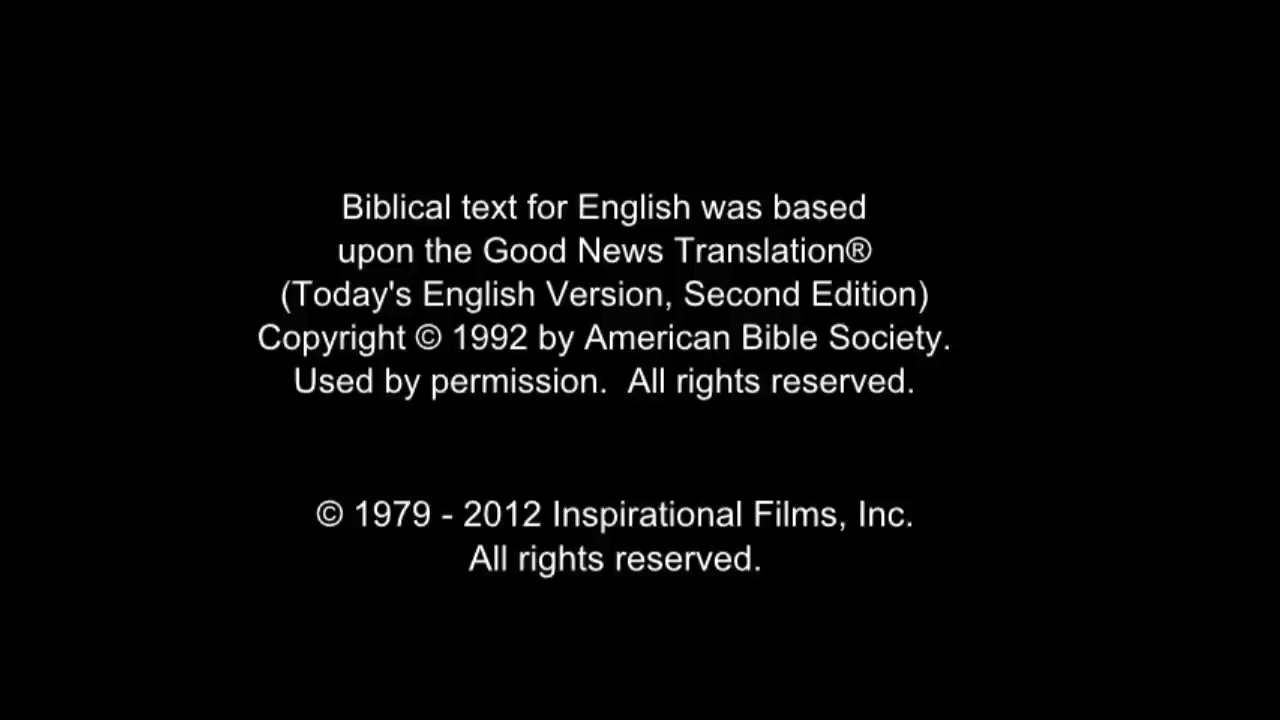 Biblical text for English was based
upon the Good News Translation®
(Today's English Version, Second Edition)
Copyright © 1992 by American Bible Society.
Used by permission.  All rights reserved.
© 1979 - 2012 Inspirational Films, Inc.
All rights reserved.